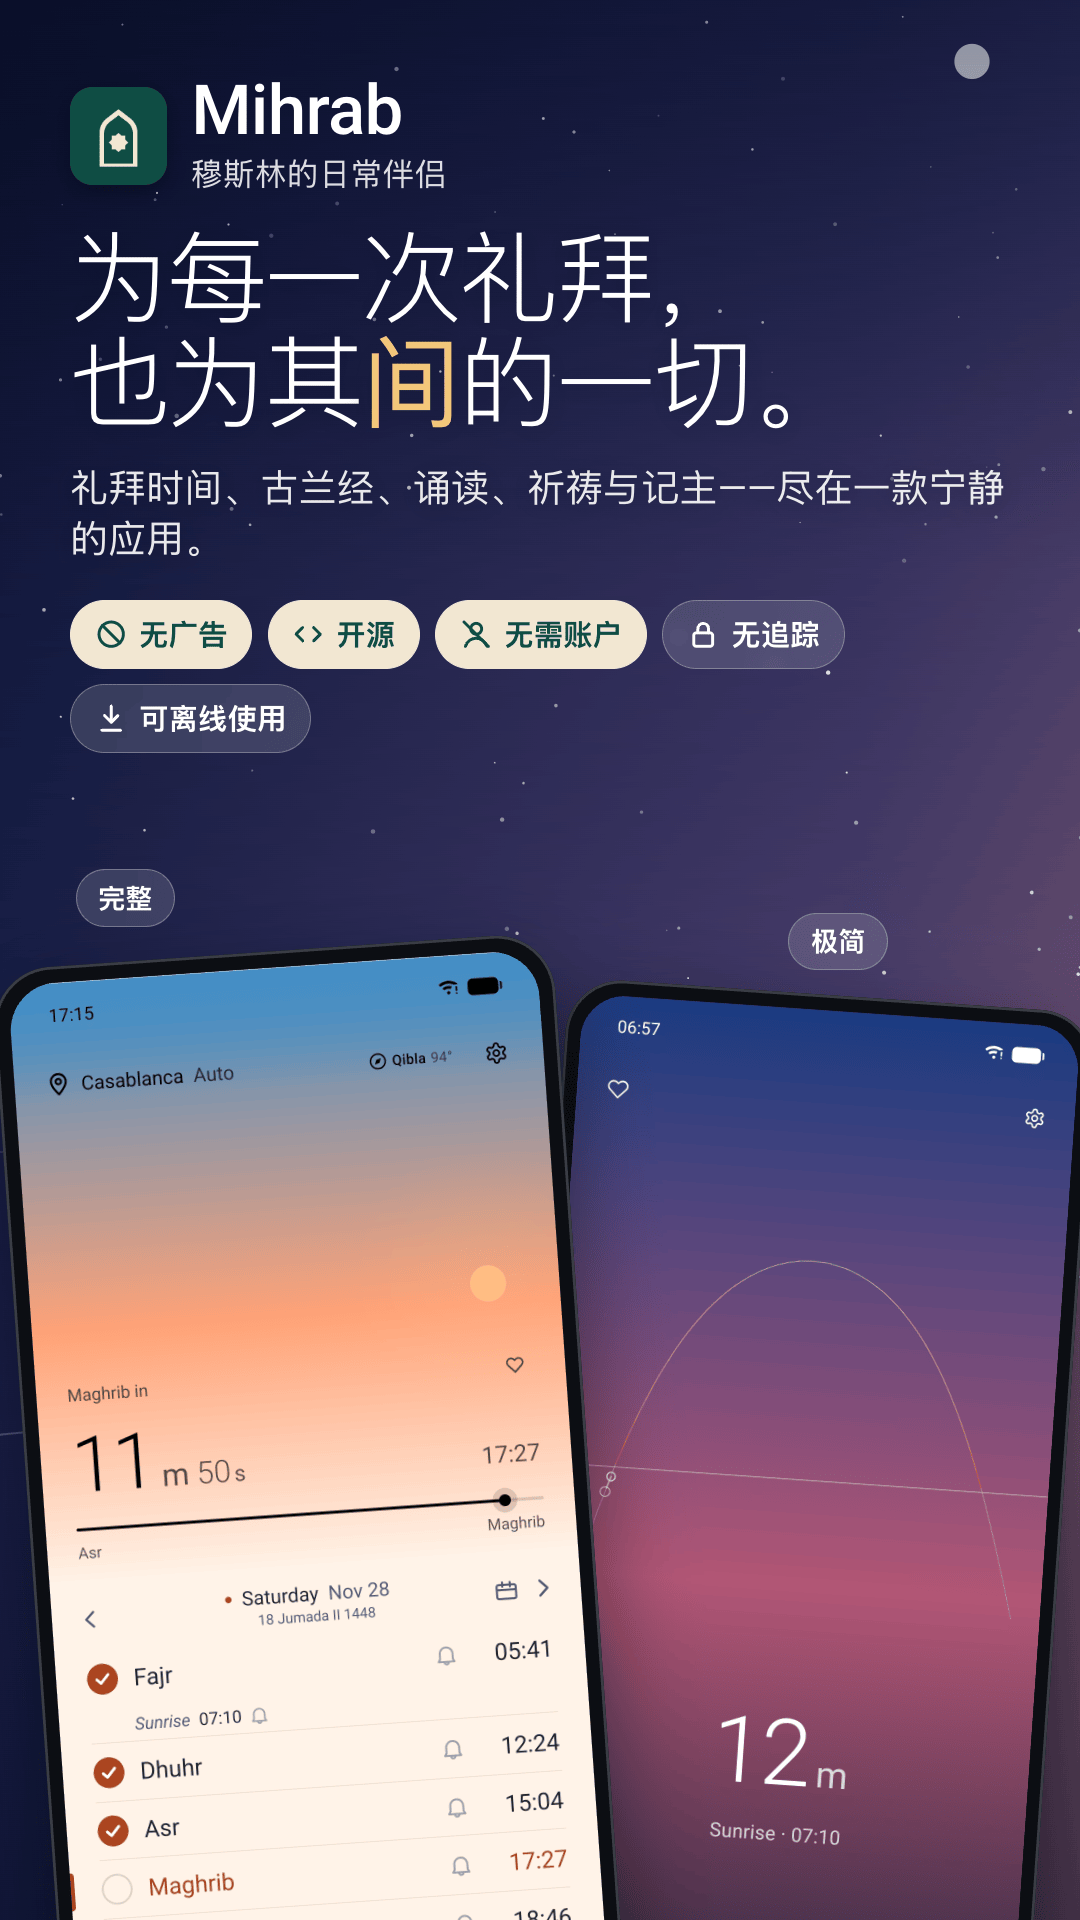 Mihrab
穆斯林的日常伴侣
为每一次礼拜，
也为其间的一切。
礼拜时间、古兰经、诵读、祈祷与记主——尽在一款宁静
的应用。
无广告
开源
无需账户
无追踪
可离线使用
完整
极简
17:15
Casablanca Auto
Qibla 94°
Maghrib in
11 m 50 s
17:27
Asr
Maghrib
Saturday Nov 28
18 Jumada II 1448
Fajr 05:41
Sunrise 07:10
Dhuhr 12:24
Asr 15:04
Maghrib 17:27
18:46
06:57
12 m
Sunrise · 07:10